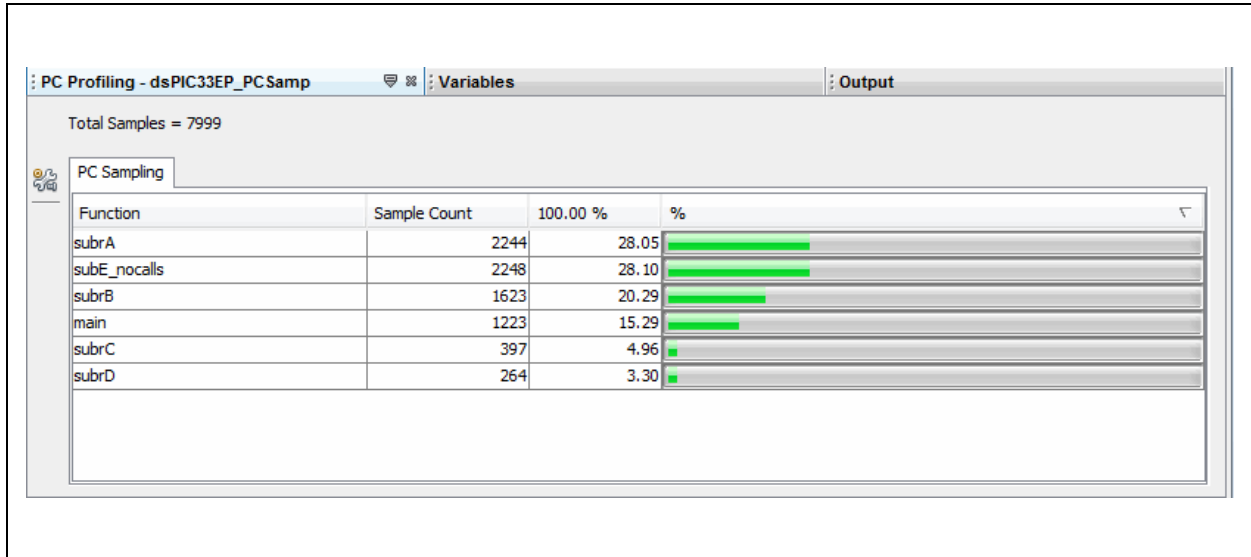 PC Profiling - dsPIC33EP_PCSamp Variables Output
Total Samples = 7999
PC Sampling
Function Sample Count 100.00 % %
subrA 2244 28.05
subE_nocalls 2248 28.10
subrB 1623 20.29
main 1223 15.29
subrC 397 4.96
subrD 264 3.30